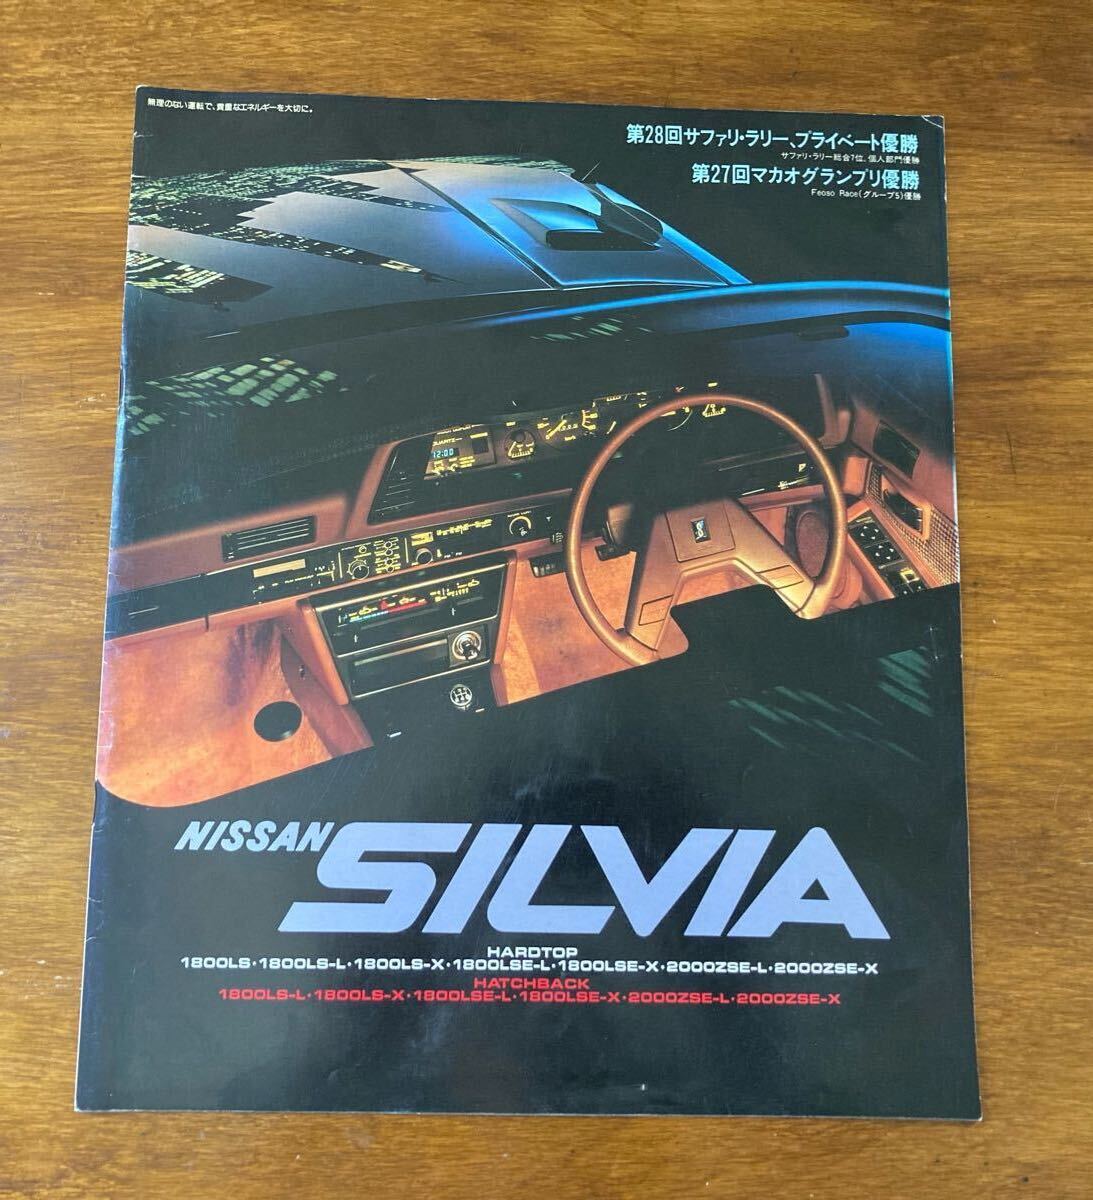 無理のない運転で、貴重なエネルギーを大切に。
第28回サファリ・ラリー、プライベート優勝
サファリ・ラリー総合7位、個人部門優勝
第27回マカオグランプリ優勝
Feoso Race(グループ5)優勝
QUARTZ
12:00
NISSAN SILVIA
HARDTOP
1800LS・1800LS-L・1800LS-X・1800LSE-L・1800LSE-X・2000ZSE-L・2000ZSE-X
HATCHBACK
1800LS-L・1800LS-X・1800LSE-L・1800LSE-X・2000ZSE-L・2000ZSE-X